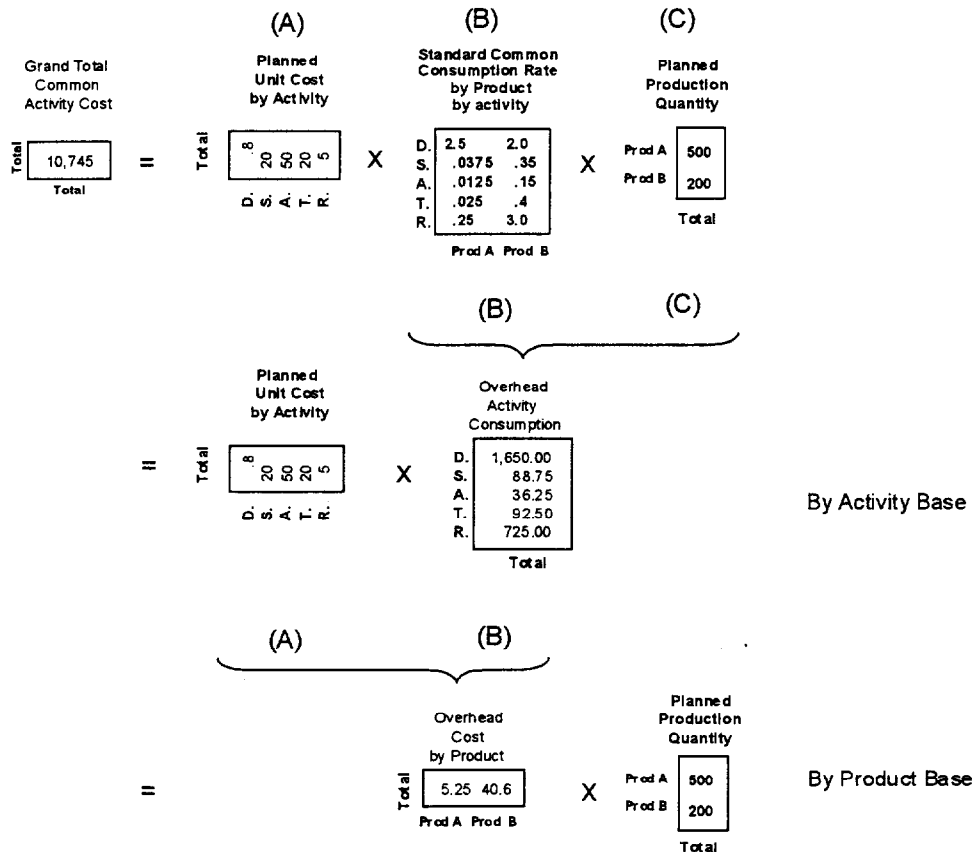 (A) (B) (C)
Grand Total
Common
Activity Cost
Planned
Unit Cost
by Activity
Standard Common
Consumption Rate
by Product
by activity
Planned
Production
Quantity
Total
10,745
Total
=
Total
.8 20 50 20 5
D. S. A. T. R.
X
D. 2.5 2.0
S. .0375 .35
A. .0125 .15
T. .025 .4
R. .25 3.0
Prod A Prod B
X
Prod A 500
Prod B 200
Total
(B) (C)
Planned
Unit Cost
by Activity
Overhead
Activity
Consumption
=
Total
.8 20 50 20 5
D. S. A. T. R.
X
D. 1,650.00
S. 88.75
A. 36.25
T. 92.50
R. 725.00
Total
By Activity Base
(A) (B)
Overhead
Cost
by Product
Planned
Production
Quantity
=
Total
5.25 40.6
Prod A Prod B
X
Prod A 500
Prod B 200
Total
By Product Base